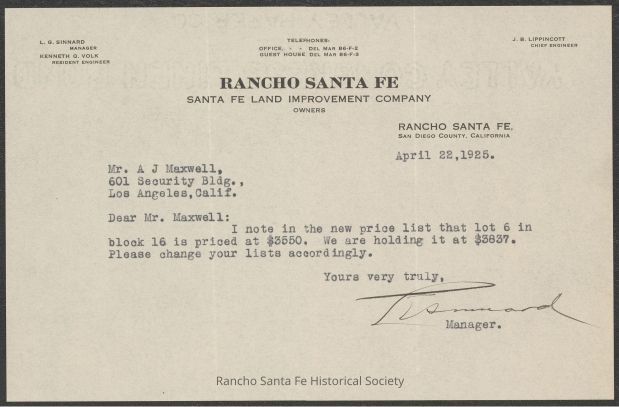 L. G. SINNARD
MANAGER
KENNETH Q. VOLK
RESIDENT ENGINEER
TELEPHONES:
OFFICE, - - DEL MAR 86-F-2
GUEST HOUSE DEL MAR 86-F-3
J. B. LIPPINCOTT
CHIEF ENGINEER
RANCHO SANTA FE
SANTA FE LAND IMPROVEMENT COMPANY
OWNERS
RANCHO SANTA FE,
SAN DIEGO COUNTY, CALIFORNIA
April 22,1925.
Mr. A J Maxwell,
601 Security Bldg.,
Los Angeles,Calif.
Dear Mr. Maxwell:
I note in the new price list that lot 6 in
block 16 is priced at $3550. We are holding it at $3837.
Please change your lists accordingly.
Yours very truly,
LGSinnard
Manager.
Rancho Santa Fe Historical Society